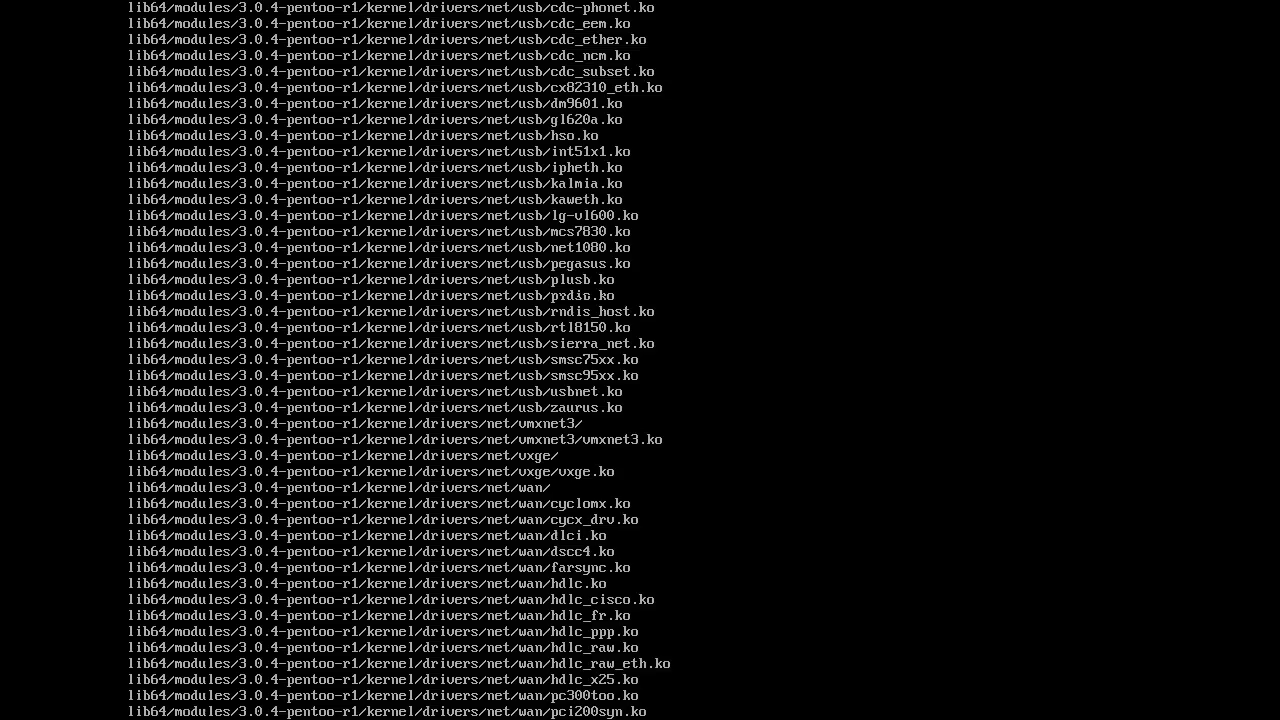 lib64/modules/3.0.4-pentoo-r1/kernel/drivers/net/usb/cdc-phonet.ko
lib64/modules/3.0.4-pentoo-r1/kernel/drivers/net/usb/cdc_eem.ko
lib64/modules/3.0.4-pentoo-r1/kernel/drivers/net/usb/cdc_ether.ko
lib64/modules/3.0.4-pentoo-r1/kernel/drivers/net/usb/cdc_ncm.ko
lib64/modules/3.0.4-pentoo-r1/kernel/drivers/net/usb/cdc_subset.ko
lib64/modules/3.0.4-pentoo-r1/kernel/drivers/net/usb/cx82310_eth.ko
lib64/modules/3.0.4-pentoo-r1/kernel/drivers/net/usb/dm9601.ko
lib64/modules/3.0.4-pentoo-r1/kernel/drivers/net/usb/gl620a.ko
lib64/modules/3.0.4-pentoo-r1/kernel/drivers/net/usb/hso.ko
lib64/modules/3.0.4-pentoo-r1/kernel/drivers/net/usb/int51x1.ko
lib64/modules/3.0.4-pentoo-r1/kernel/drivers/net/usb/ipheth.ko
lib64/modules/3.0.4-pentoo-r1/kernel/drivers/net/usb/kalmia.ko
lib64/modules/3.0.4-pentoo-r1/kernel/drivers/net/usb/kaweth.ko
lib64/modules/3.0.4-pentoo-r1/kernel/drivers/net/usb/lg-vl600.ko
lib64/modules/3.0.4-pentoo-r1/kernel/drivers/net/usb/mcs7830.ko
lib64/modules/3.0.4-pentoo-r1/kernel/drivers/net/usb/net1080.ko
lib64/modules/3.0.4-pentoo-r1/kernel/drivers/net/usb/pegasus.ko
lib64/modules/3.0.4-pentoo-r1/kernel/drivers/net/usb/plusb.ko
lib64/modules/3.0.4-pentoo-r1/kernel/drivers/net/usb/rndis_host.ko
lib64/modules/3.0.4-pentoo-r1/kernel/drivers/net/usb/rtl8150.ko
lib64/modules/3.0.4-pentoo-r1/kernel/drivers/net/usb/sierra_net.ko
lib64/modules/3.0.4-pentoo-r1/kernel/drivers/net/usb/smsc75xx.ko
lib64/modules/3.0.4-pentoo-r1/kernel/drivers/net/usb/smsc95xx.ko
lib64/modules/3.0.4-pentoo-r1/kernel/drivers/net/usb/usbnet.ko
lib64/modules/3.0.4-pentoo-r1/kernel/drivers/net/usb/zaurus.ko
lib64/modules/3.0.4-pentoo-r1/kernel/drivers/net/vmxnet3/
lib64/modules/3.0.4-pentoo-r1/kernel/drivers/net/vmxnet3/vmxnet3.ko
lib64/modules/3.0.4-pentoo-r1/kernel/drivers/net/vxge/
lib64/modules/3.0.4-pentoo-r1/kernel/drivers/net/vxge/vxge.ko
lib64/modules/3.0.4-pentoo-r1/kernel/drivers/net/wan/
lib64/modules/3.0.4-pentoo-r1/kernel/drivers/net/wan/cyclomx.ko
lib64/modules/3.0.4-pentoo-r1/kernel/drivers/net/wan/cycx_drv.ko
lib64/modules/3.0.4-pentoo-r1/kernel/drivers/net/wan/dlci.ko
lib64/modules/3.0.4-pentoo-r1/kernel/drivers/net/wan/dscc4.ko
lib64/modules/3.0.4-pentoo-r1/kernel/drivers/net/wan/farsync.ko
lib64/modules/3.0.4-pentoo-r1/kernel/drivers/net/wan/hdlc.ko
lib64/modules/3.0.4-pentoo-r1/kernel/drivers/net/wan/hdlc_cisco.ko
lib64/modules/3.0.4-pentoo-r1/kernel/drivers/net/wan/hdlc_fr.ko
lib64/modules/3.0.4-pentoo-r1/kernel/drivers/net/wan/hdlc_ppp.ko
lib64/modules/3.0.4-pentoo-r1/kernel/drivers/net/wan/hdlc_raw.ko
lib64/modules/3.0.4-pentoo-r1/kernel/drivers/net/wan/hdlc_raw_eth.ko
lib64/modules/3.0.4-pentoo-r1/kernel/drivers/net/wan/hdlc_x25.ko
lib64/modules/3.0.4-pentoo-r1/kernel/drivers/net/wan/pc300too.ko
lib64/modules/3.0.4-pentoo-r1/kernel/drivers/net/wan/pci200syn.ko